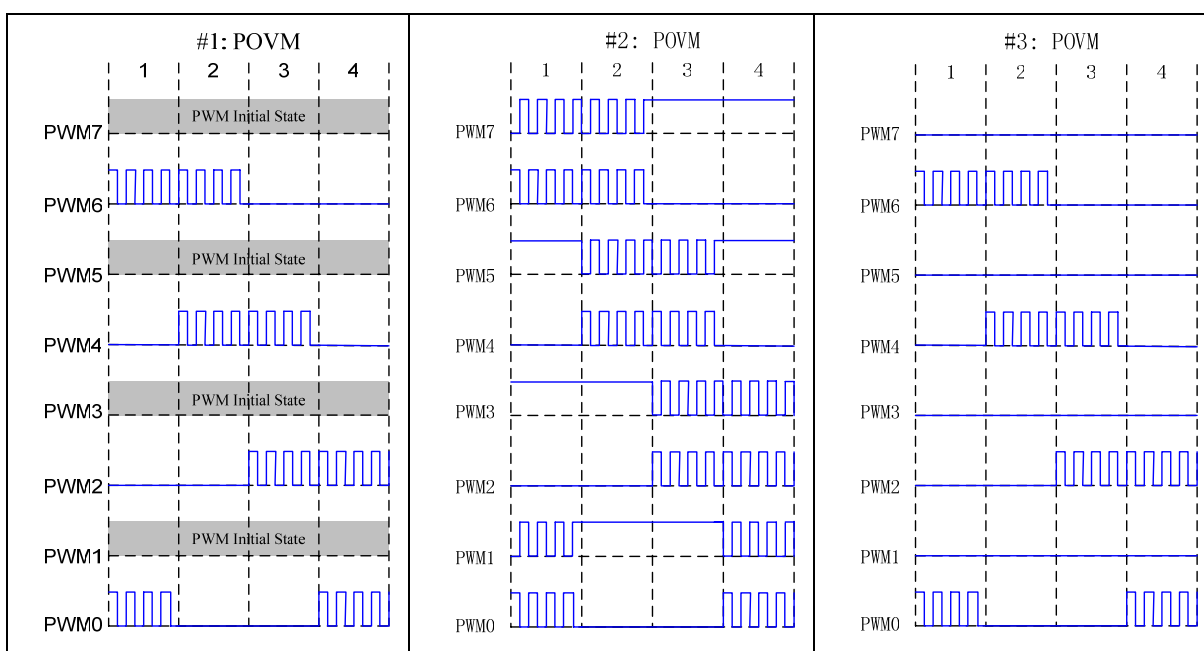 #1: POVM
1 2 3 4
PWM Initial State
PWM7
PWM6
PWM Initial State
PWM5
PWM4
PWM Initial State
PWM3
PWM2
PWM Initial State
PWM1
PWM0
#2: POVM
1 2 3 4
PWM7
PWM6
PWM5
PWM4
PWM3
PWM2
PWM1
PWM0
#3: POVM
1 2 3 4
PWM7
PWM6
PWM5
PWM4
PWM3
PWM2
PWM1
PWM0